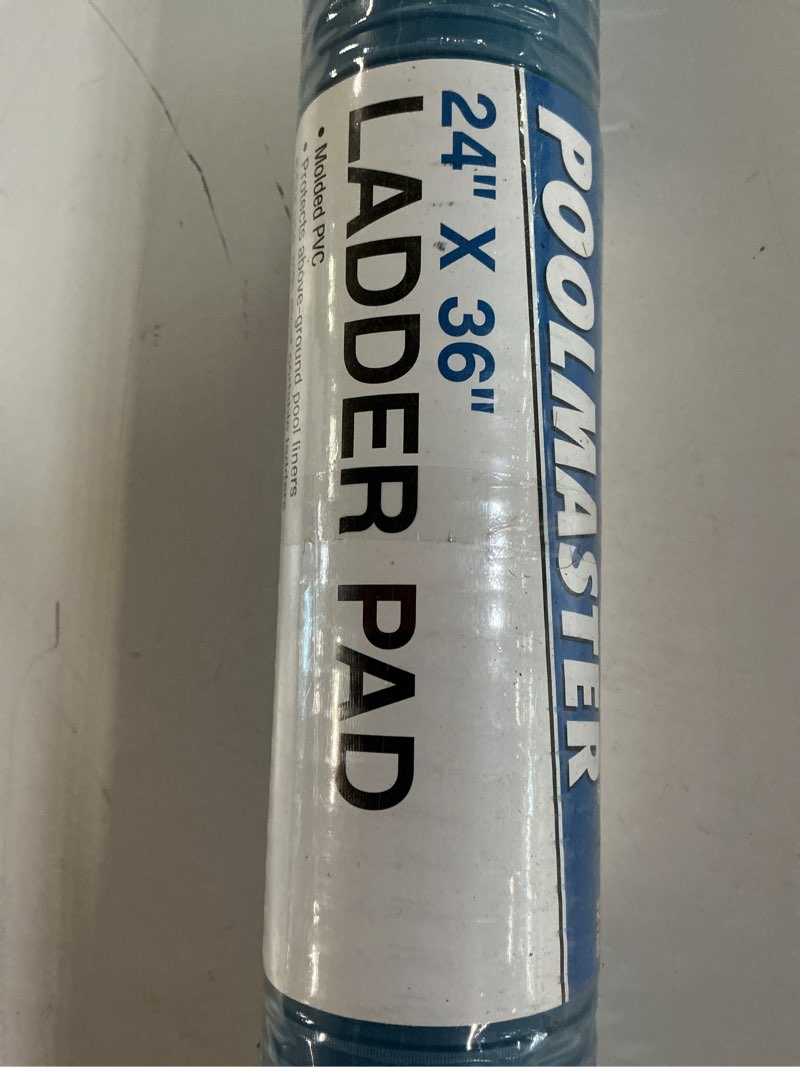 POOLMASTER
24" X 36"
LADDER PAD
• Molded PVC
• Protects above-ground pool liners